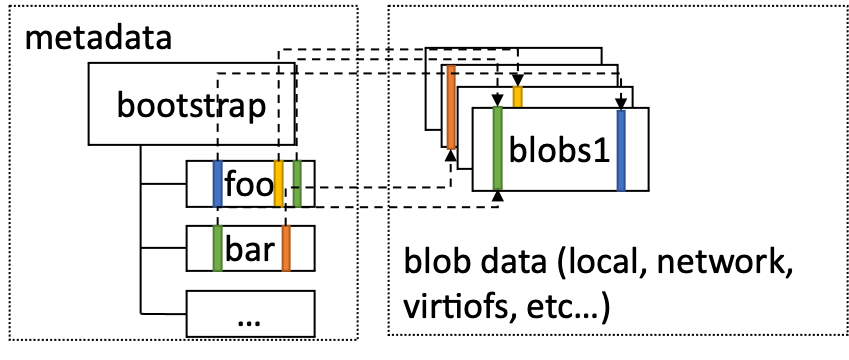 metadata
bootstrap
foo
bar
...
blobs1
blob data (local, network,
virtiofs, etc...)